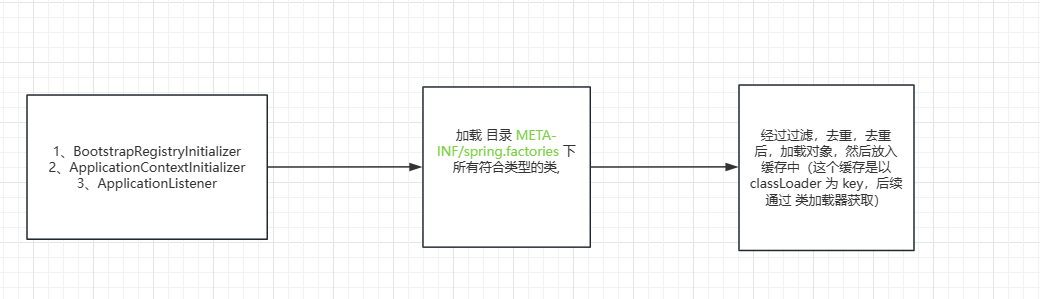 1、BootstrapRegistryInitializer
2、ApplicationContextInitializer
3、ApplicationListener
加载 目录 META-
INF/spring.factories 下
所有符合类型的类,
经过过滤，去重，去重
后，加载对象，然后放入
缓存中（这个缓存是以
classLoader 为 key，后续
通过 类加载器获取）